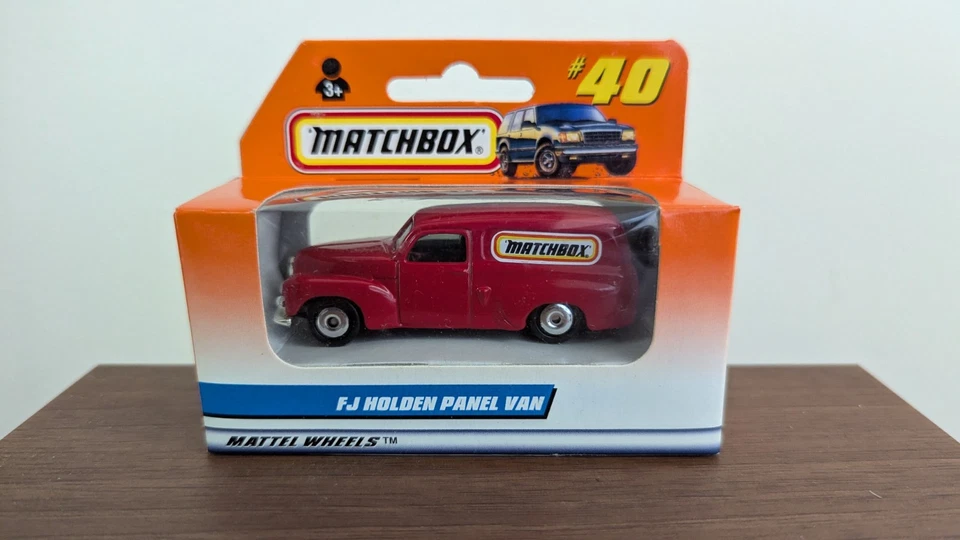 #40
3+
MATCHBOX®
MATCHBOX
FJ HOLDEN PANEL VAN
MATTEL WHEELS™